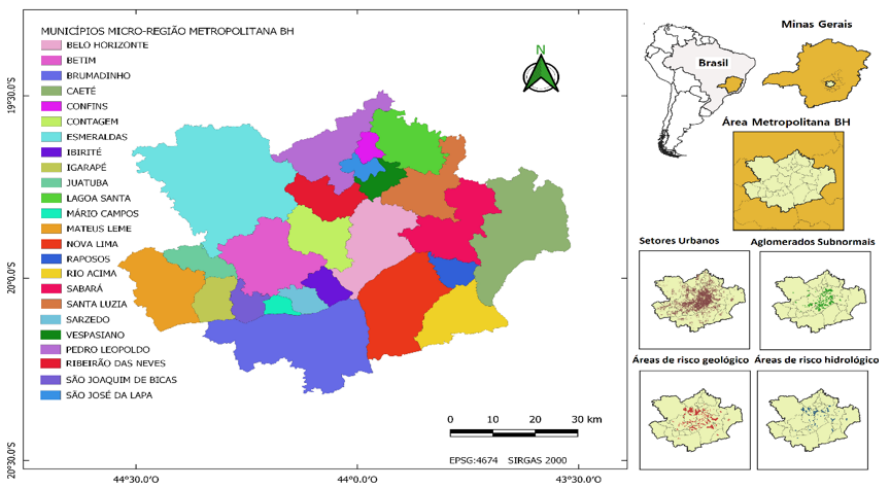 MUNICÍPIOS MICRO-REGIÃO METROPOLITANA BH
BELO HORIZONTE
BETIM
BRUMADINHO
CAETÉ
CONFINS
CONTAGEM
ESMERALDAS
IBIRITÉ
IGARAPÉ
JUATUBA
LAGOA SANTA
MÁRIO CAMPOS
MATEUS LEME
NOVA LIMA
RAPOSOS
RIO ACIMA
SABARÁ
SANTA LUZIA
SARZEDO
VESPASIANO
PEDRO LEOPOLDO
RIBEIRÃO DAS NEVES
SÃO JOAQUIM DE BICAS
SÃO JOSÉ DA LAPA
N
19°30.0'S
20°0.0'S
20°30.0'S
44°30.0'O
44°0.0'O
43°30.0'O
0 10 20 30 km
EPSG:4674 SIRGAS 2000
Brasil
Minas Gerais
Área Metropolitana BH
Setores Urbanos
Aglomerados Subnormais
Áreas de risco geológico
Áreas de risco hidrológico